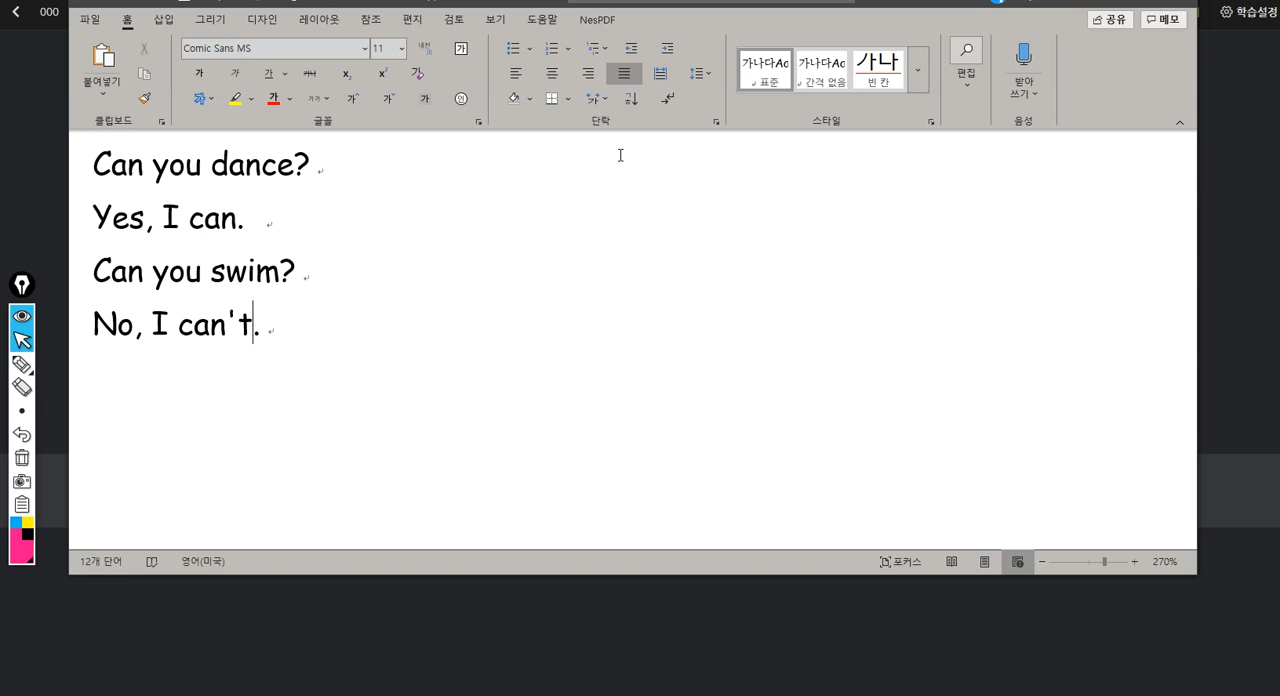 000
학습설정
파일 홈 삽입 그리기 디자인 레이아웃 참조 편지 검토 보기 도움말 NesPDF
공유 메모
붙여넣기
클립보드
Comic Sans MS 11
가 가 가
글꼴
단락
가나다 가나다 가나
표준 간격 없음 빈 칸
스타일
편집
받아
쓰기
음성
Can you dance?
Yes, I can.
Can you swim?
No, I can't.
12개 단어 영어(미국) 포커스 270%